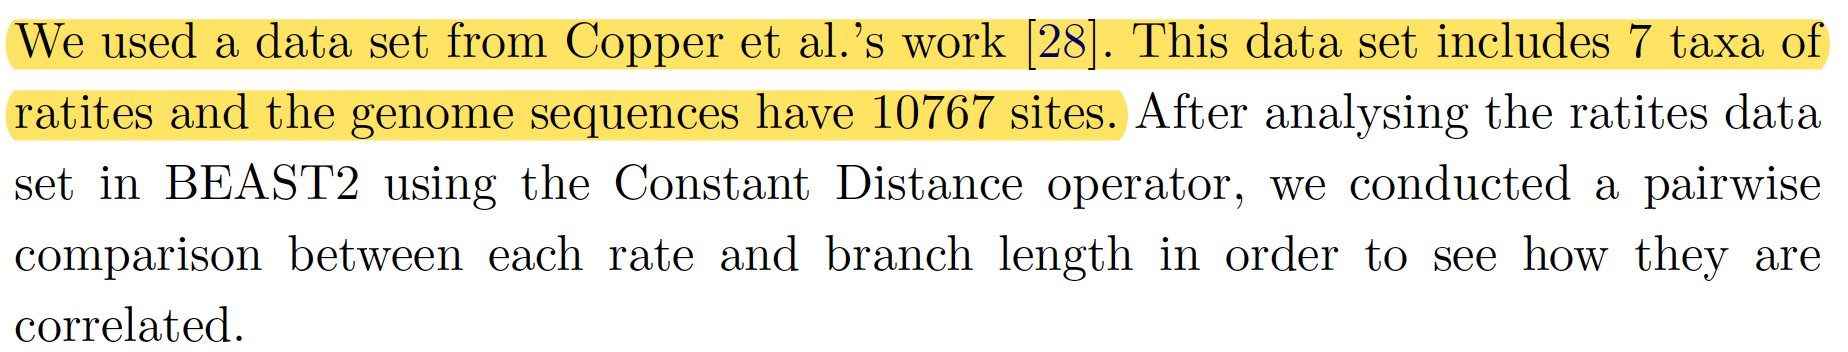 We used a data set from Copper et al.'s work [28]. This data set includes 7 taxa of
ratites and the genome sequences have 10767 sites. After analysing the ratites data
set in BEAST2 using the Constant Distance operator, we conducted a pairwise
comparison between each rate and branch length in order to see how they are
correlated.